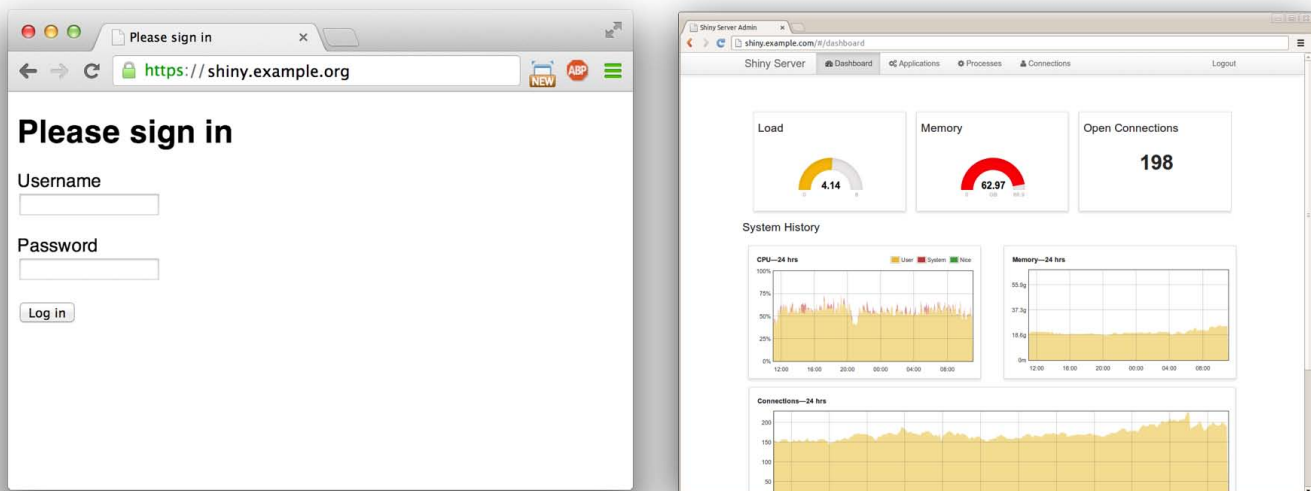 Please sign in
https://shiny.example.org
NEW
ABP
Please sign in
Username
Password
Log in
Shiny Server Admin
shiny.example.com/#/dashboard
Shiny Server Dashboard Applications Processes Connections Logout
Load
4.14
Memory
62.97
Open Connections
198
System History
CPU—24 hrs
User System Nice
100%
75%
50%
25%
0%
12:00 16:00 20:00 00:00 04:00 08:00
Memory—24 hrs
55.9g
37.3g
18.6g
0m
12:00 16:00 20:00 00:00 04:00 08:00
Connections—24 hrs
200
150
100
50